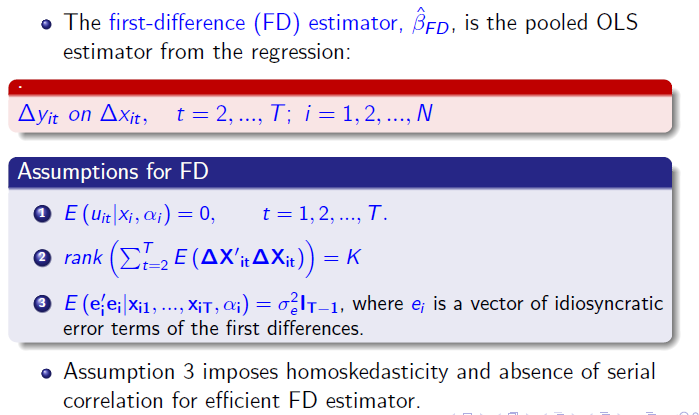 The first-difference (FD) estimator, β̂_FD, is the pooled OLS
estimator from the regression:
Δy_it on Δx_it, t = 2, ..., T; i = 1, 2, ..., N
Assumptions for FD
1 E (u_it|x_i, α_i) = 0, t = 1, 2, ..., T.
2 rank (∑_{t=2}^T E (ΔX′_it ΔX_it)) = K
3 E (e′_i e_i|x_i1, ..., x_iT, α_i) = σ²_e I_T−1, where e_i is a vector of idiosyncratic
error terms of the first differences.
Assumption 3 imposes homoskedasticity and absence of serial
correlation for efficient FD estimator.